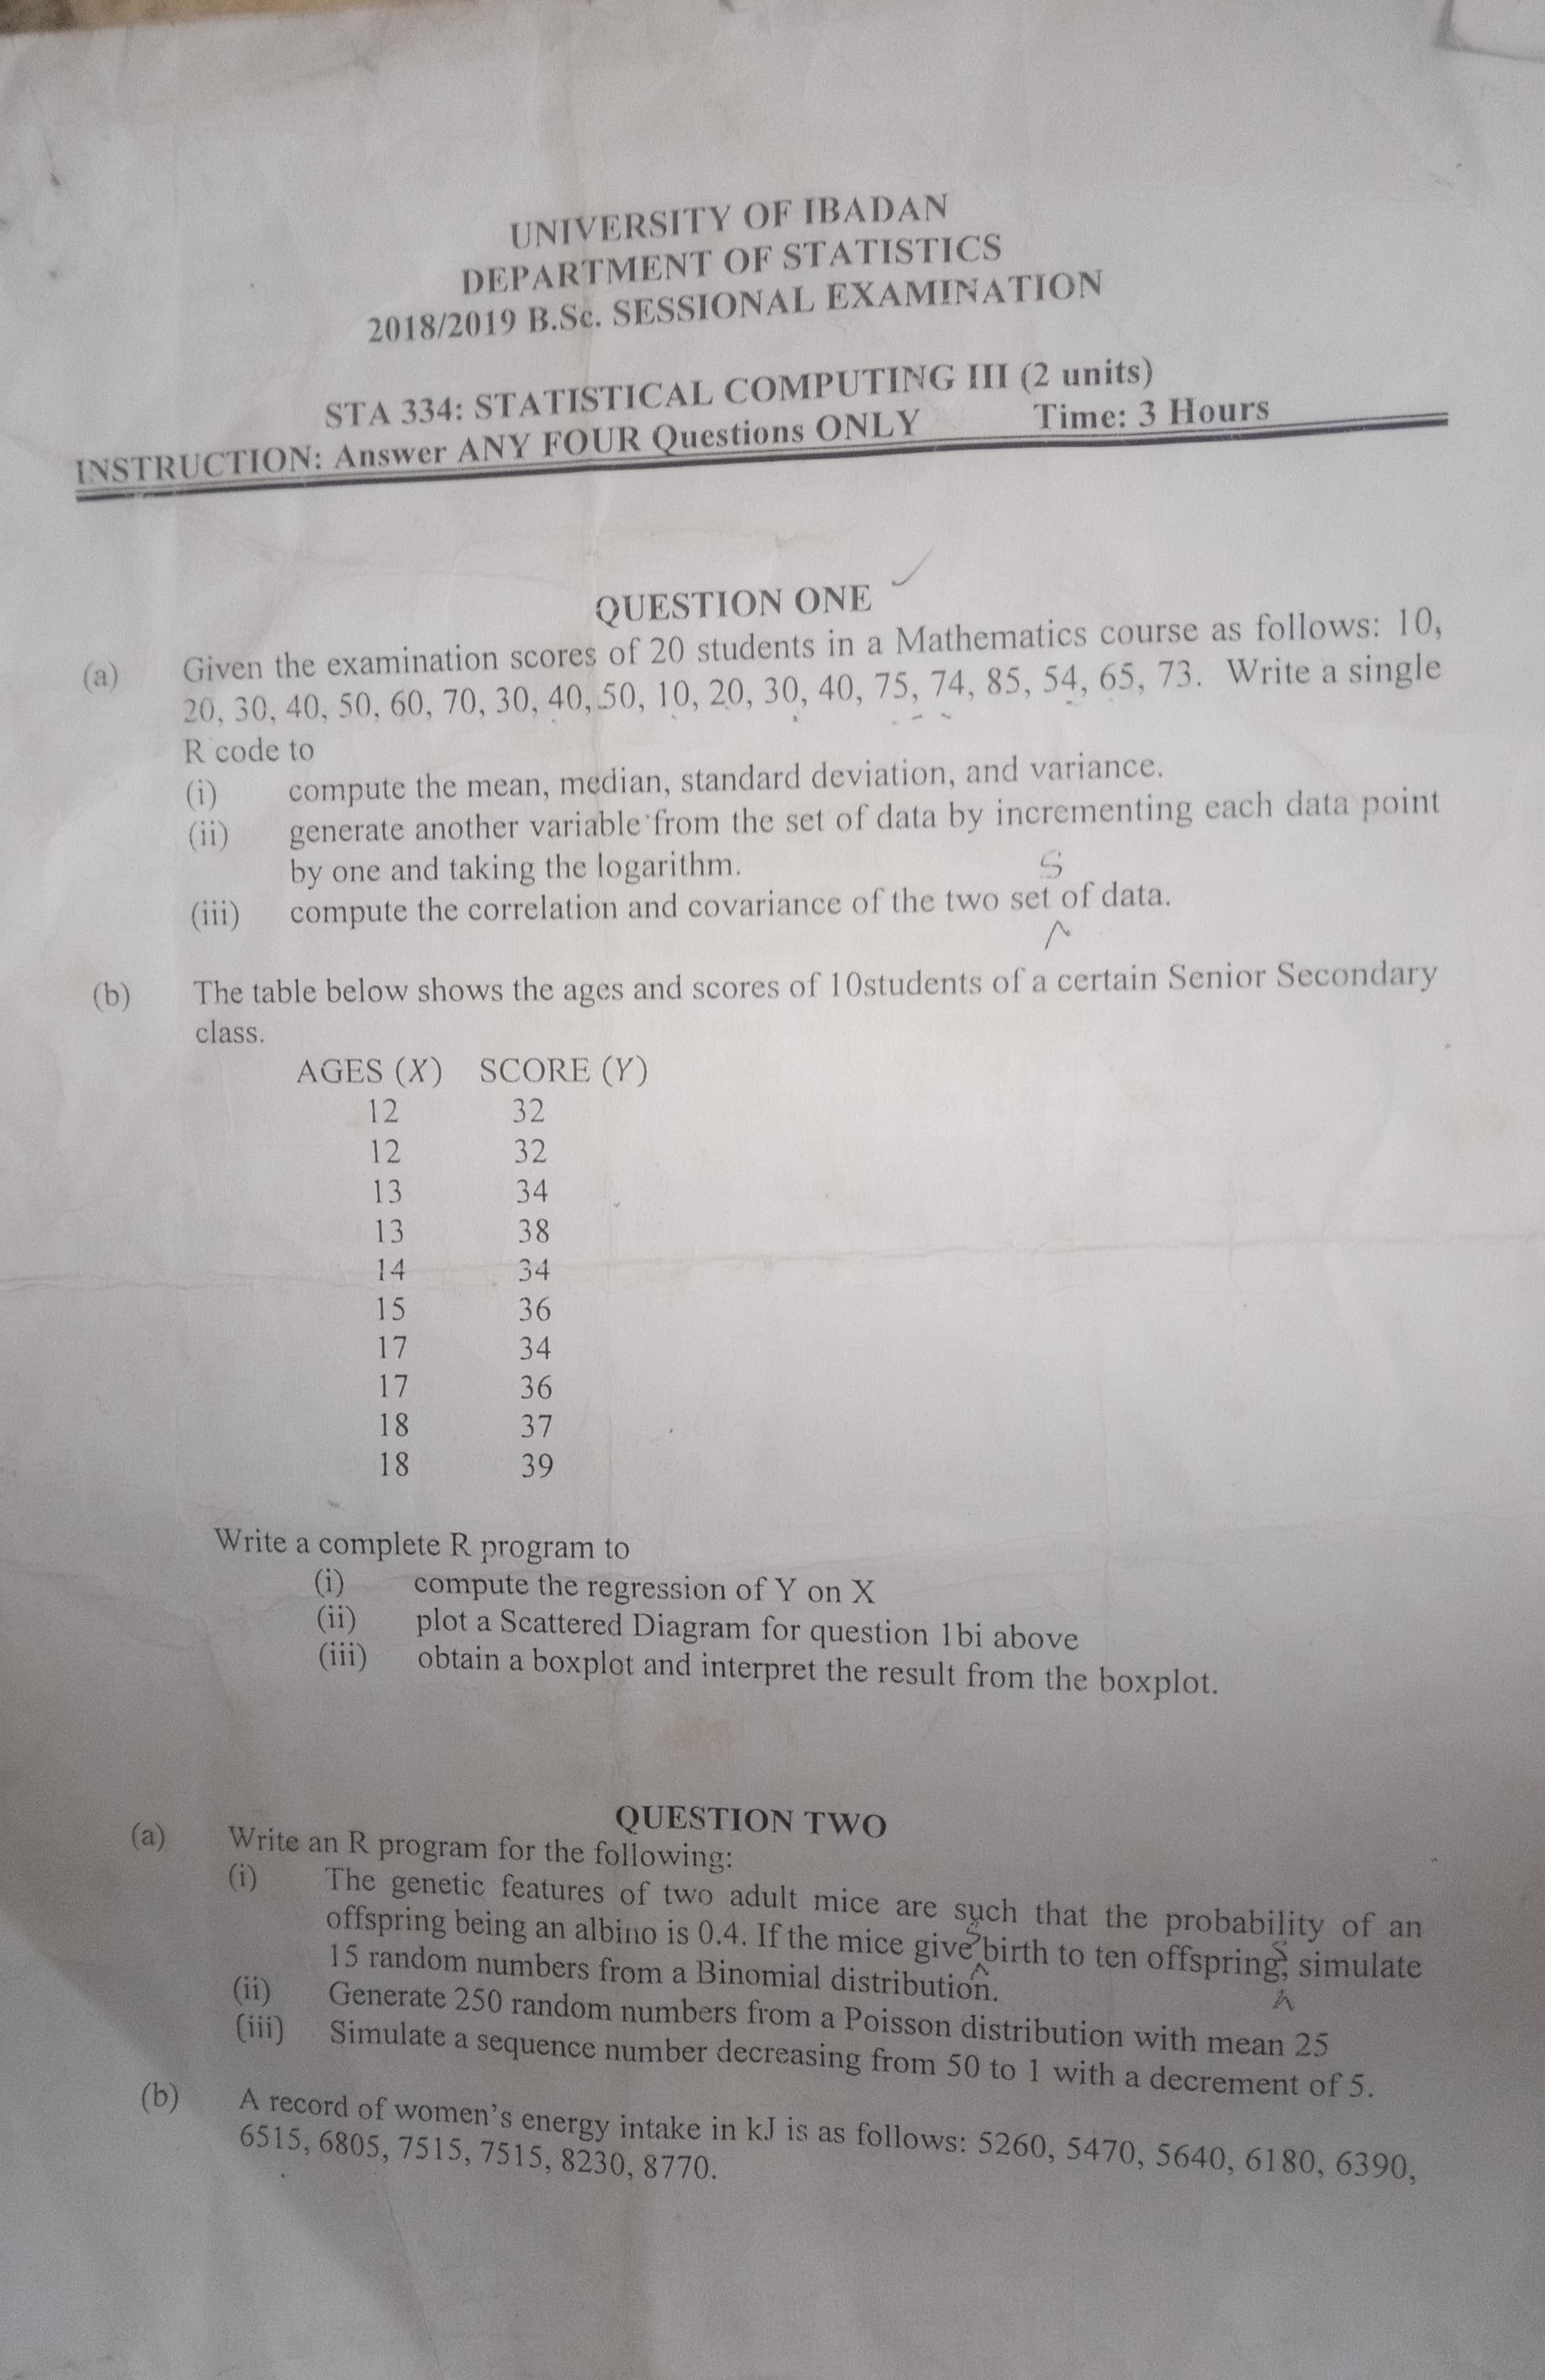 UNIVERSITY OF IBADAN
DEPARTMENT OF STATISTICS
2018/2019 B.Sc. SESSIONAL EXAMINATION
STA 334: STATISTICAL COMPUTING III (2 units)
INSTRUCTION: Answer ANY FOUR Questions ONLY Time: 3 Hours
QUESTION ONE
(a) Given the examination scores of 20 students in a Mathematics course as follows: 10,
20, 30, 40, 50, 60, 70, 30, 40, 50, 10, 20, 30, 40, 75, 74, 85, 54, 65, 73. Write a single
R code to
(i) compute the mean, median, standard deviation, and variance.
(ii) generate another variable from the set of data by incrementing each data point
by one and taking the logarithm.
S
(iii) compute the correlation and covariance of the two set of data.
(b) The table below shows the ages and scores of 10students of a certain Senior Secondary
class.
AGES (X) SCORE (Y)
12 32
12 32
13 34
13 38
14 34
15 36
17 34
17 36
18 37
18 39
Write a complete R program to
(i) compute the regression of Y on X
(ii) plot a Scattered Diagram for question 1bi above
(iii) obtain a boxplot and interpret the result from the boxplot.
QUESTION TWO
(a) Write an R program for the following:
(i) The genetic features of two adult mice are such that the probability of an
offspring being an albino is 0.4. If the mice give s birth to ten offspring s, simulate
15 random numbers from a Binomial distribution.
(ii) Generate 250 random numbers from a Poisson distribution with mean 25
(iii) Simulate a sequence number decreasing from 50 to 1 with a decrement of 5.
(b) A record of women's energy intake in kJ is as follows: 5260, 5470, 5640, 6180, 6390,
6515, 6805, 7515, 7515, 8230, 8770.